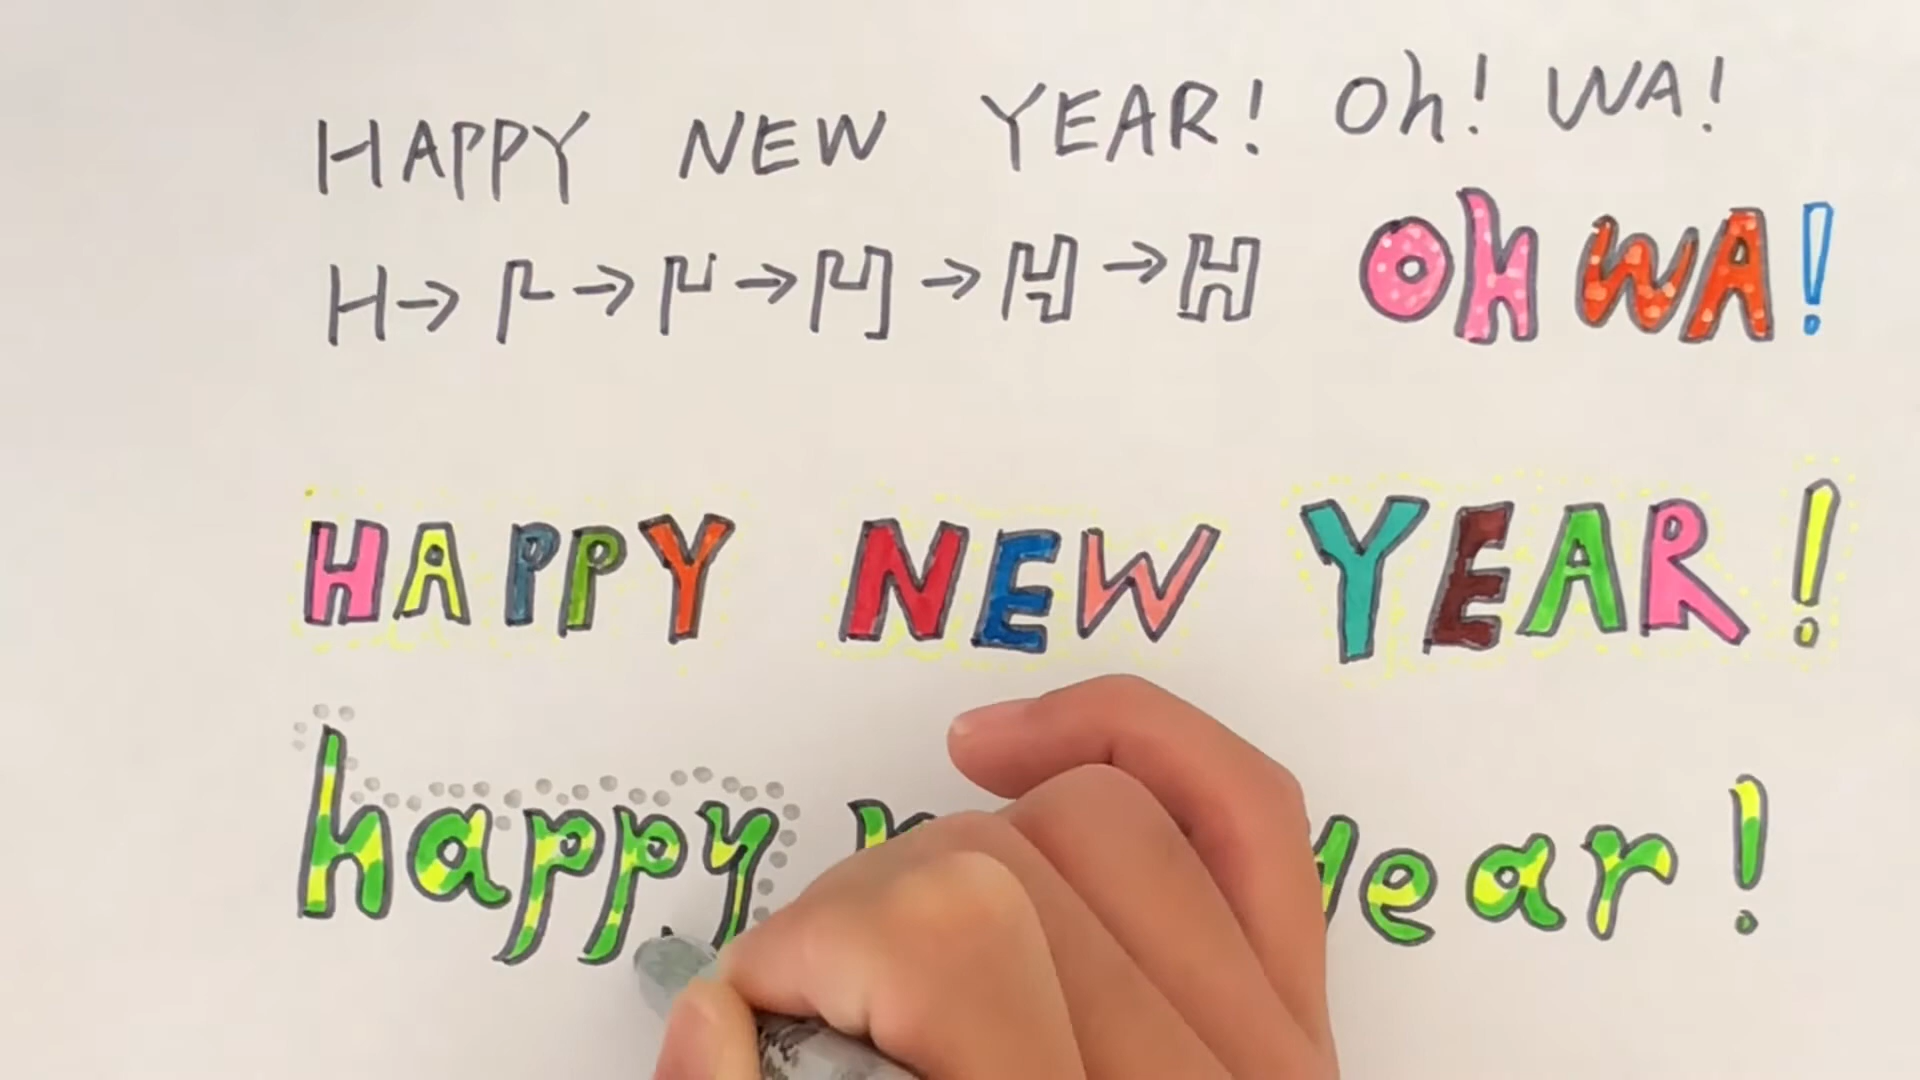 HAPPY NEW YEAR! Oh! WA!
H→ → → → → H OH WA!
HAPPY NEW YEAR!
happy year!